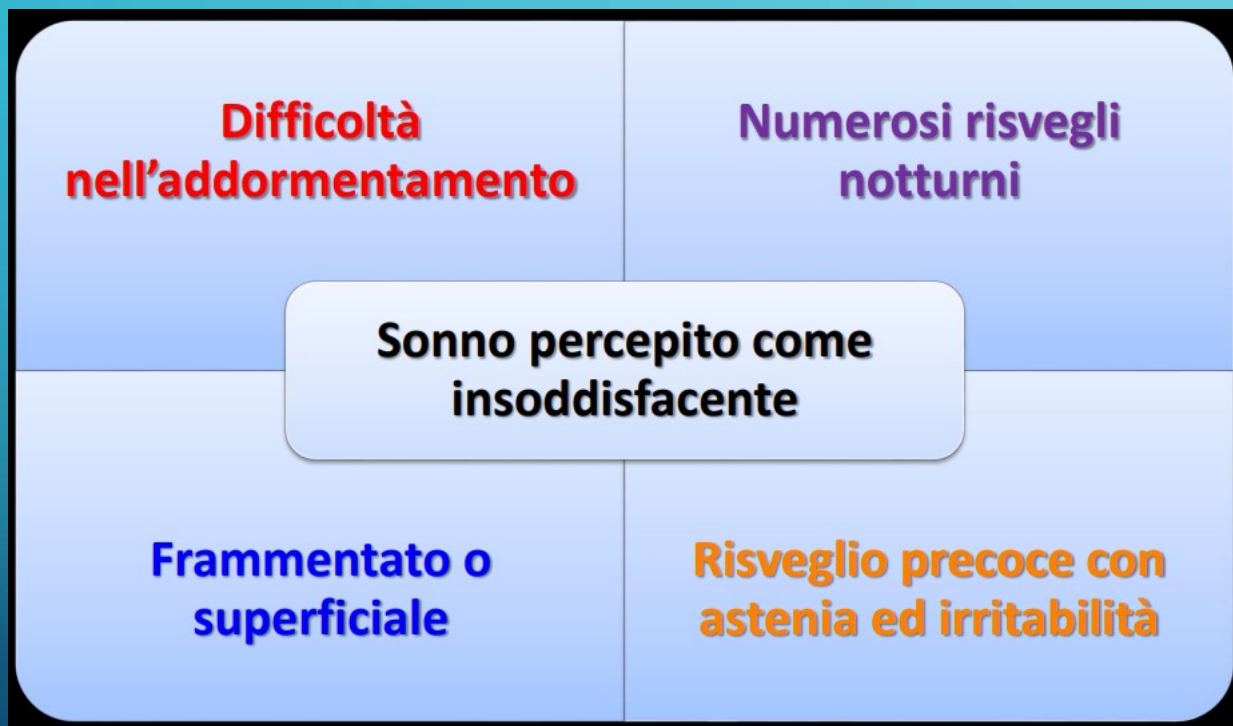 Difficoltà
nell’addormentamento
Numerosi risvegli
notturni
Sonno percepito come
insoddisfacente
Frammentato o
superficiale
Risveglio precoce con
astenia ed irritabilità